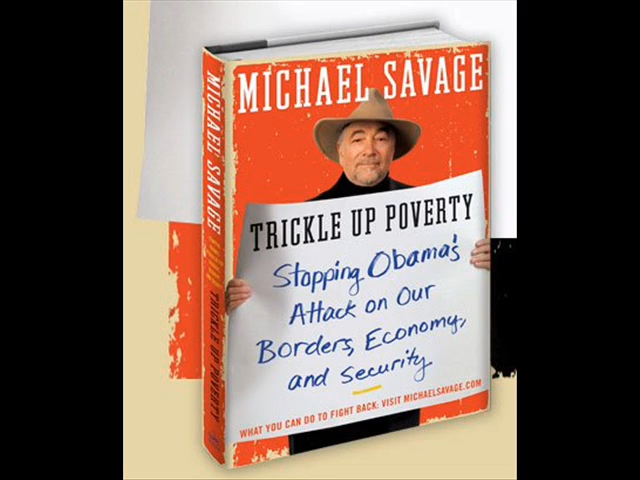 MICHAEL SAVAGE
TRICKLE UP POVERTY
Stopping Obama's
Attack on Our
Borders, Economy,
and Security
WHAT YOU CAN DO TO FIGHT BACK: VISIT MICHAELSAVAGE.COM
MICHAEL SAVAGE
TRICKLE UP POVERTY